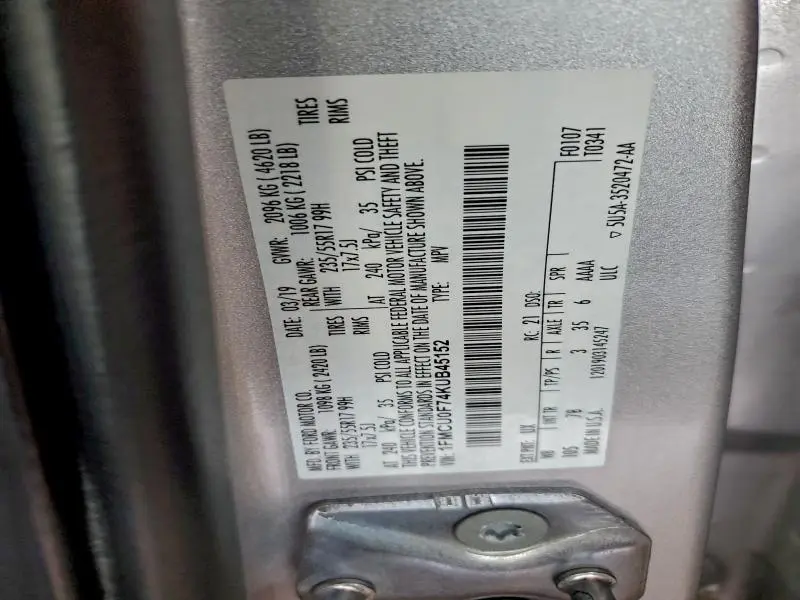 MFD. BY FORD MOTOR CO.
DATE: 03/19 GVWR: 2096 KG ( 4620 LB)
FRONT GAWR: 1098 KG ( 2420 LB) REAR GAWR: 1006 KG ( 2218 LB)
WITH 235/55R17 99H TIRES WITH 235/55R17 99H TIRES
17x7.5J RIMS 17x7.5J RIMS
AT 240 kPa/ 35 PSI COLD AT 240 kPa/ 35 PSI COLD
THIS VEHICLE CONFORMS TO ALL APPLICABLE FEDERAL MOTOR VEHICLE SAFETY AND THEFT
PREVENTION STANDARDS IN EFFECT ON THE DATE OF MANUFACTURE SHOWN ABOVE.
VIN: 1FMCU0F74KUB45152 TYPE: MPV
EXT PNT: UX RC: 21 DSO: F0107
T0341
WB INTR TP/PS R AXLE TR SPR
105 7B 3 35 6 AAAA
MADE IN U.S.A. 1201903145247 ULC
5U5A-3520472-AA